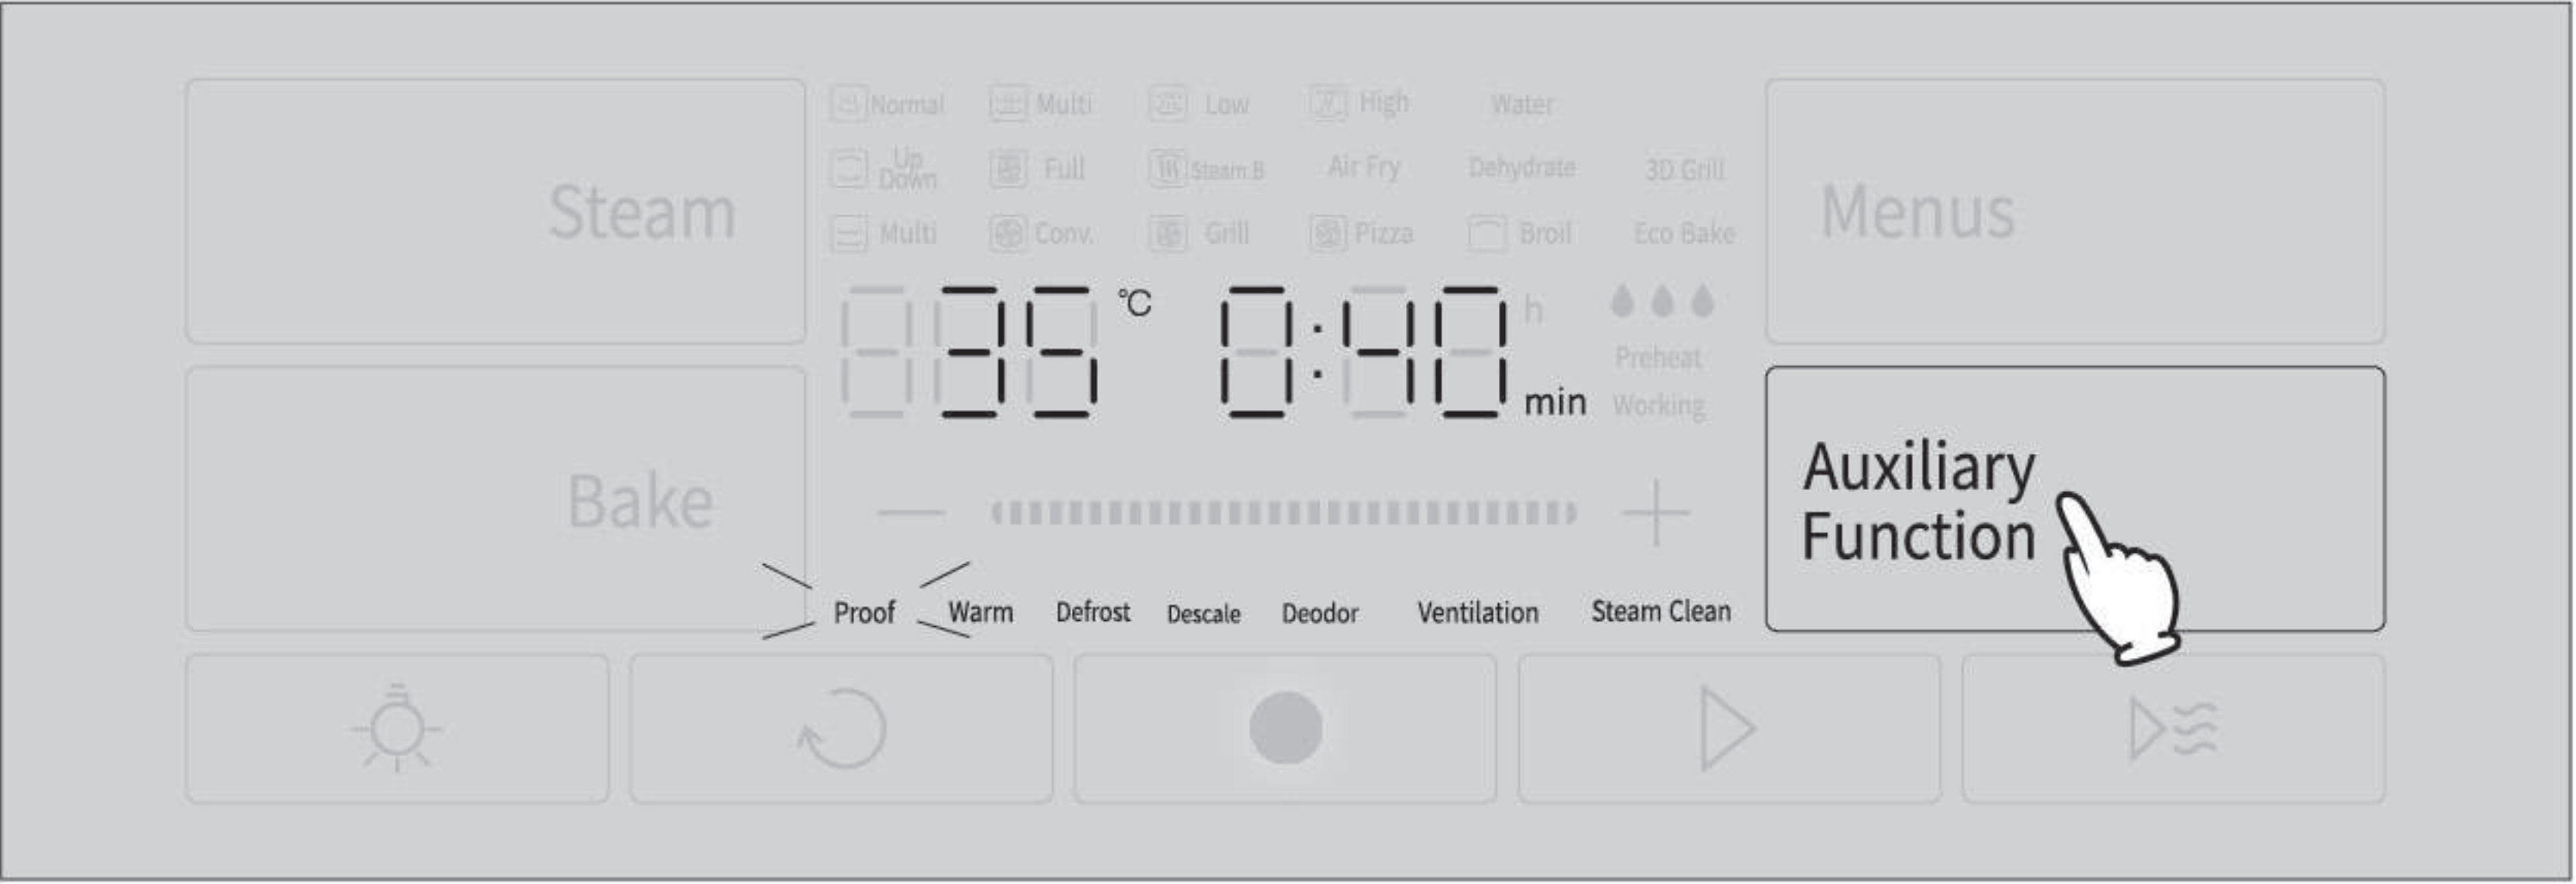 Normal Multi Low High Water
Up Down Full Steam B Air Fry Dehydrate 3D Grill
Multi Conv. Grill Pizza Broil Eco Bake
Steam
Menus
35 °C 0:40 h min
Preheat
Working
Bake
Auxiliary
Function
Proof Warm Defrost Descale Deodor Ventilation Steam Clean